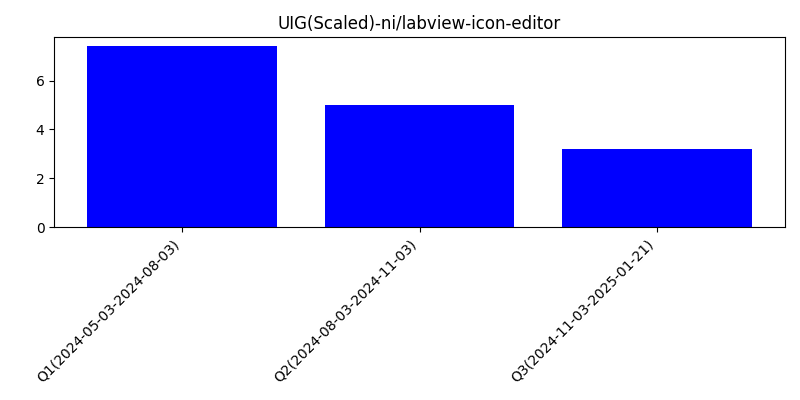 UIG(Scaled)-ni/labview-icon-editor
6
4
2
0
Q1(2024-05-03-2024-08-03)
Q2(2024-08-03-2024-11-03)
Q3(2024-11-03-2025-01-21)